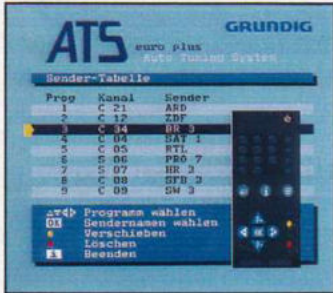 GRUNDIG
ATS euro plus
Auto Tuning System
Sender-Tabelle
Prog Kanal Sender
1 C 21 ARD
2 C 12 ZDF
3 C 34 BR 3
4 C 04 SAT 1
5 C 05 RTL
6 S 06 PRO 7
7 S 07 HR 3
8 C 08 SFB 3
9 C 09 SW 3
Programm wählen
OK Sendernamen wählen
Verschieben
Löschen
i Beenden
OK